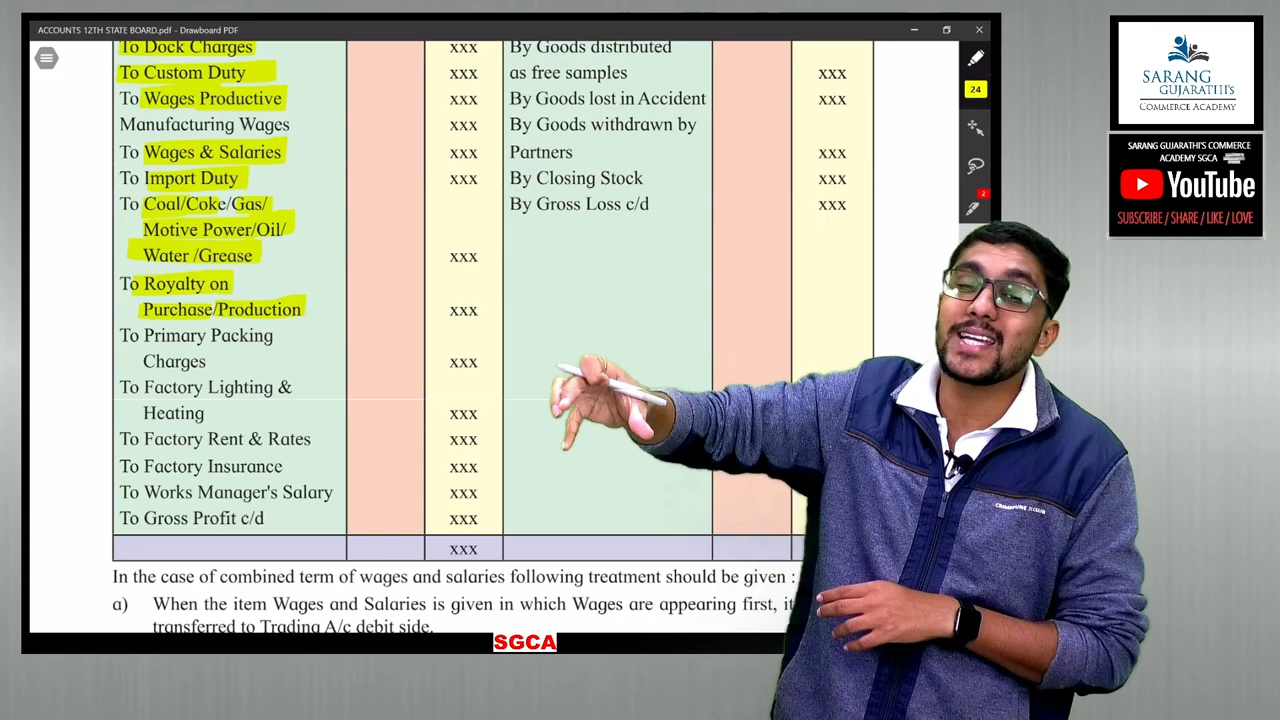 ACCOUNTS 12TH STATE BOARD.pdf - Drawboard PDF
To Dock Charges xxx By Goods distributed
To Custom Duty xxx as free samples xxx
To Wages Productive xxx By Goods lost in Accident xxx
Manufacturing Wages xxx By Goods withdrawn by
To Wages & Salaries xxx Partners xxx
To Import Duty xxx By Closing Stock xxx
To Coal/Coke/Gas/ By Gross Loss c/d xxx
Motive Power/Oil/
Water /Grease xxx
To Royalty on
Purchase/Production xxx
To Primary Packing
Charges xxx
To Factory Lighting &
Heating xxx
To Factory Rent & Rates xxx
To Factory Insurance xxx
To Works Manager's Salary xxx
To Gross Profit c/d xxx
xxx
In the case of combined term of wages and salaries following treatment should be given :
a) When the item Wages and Salaries is given in which Wages are appearing first, it
transferred to Trading A/c debit side.
SGCA
24
2
SARANG
GUJARATHI'S
COMMERCE ACADEMY
SARANG GUJARATHI'S COMMERCE
ACADEMY SGCA
YouTube
SUBSCRIBE / SHARE / LIKE / LOVE